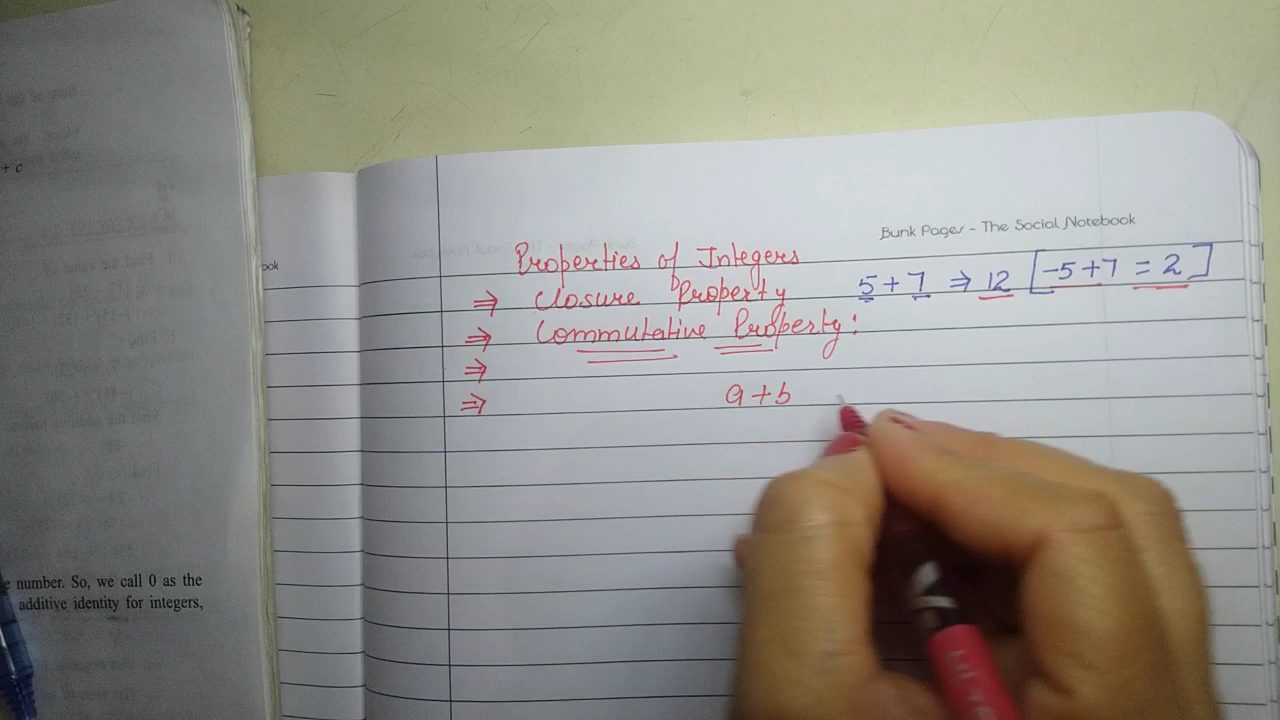 + c
number. So, we call 0 as the
additive identity for integers,
ook
Bunk Pages - The Social Notebook
Properties of Integers
⇒ Closure Property 5 + 7 ⇒ 12 [-5 + 7 = 2]
⇒ Commutative Property:
⇒
⇒ a + b